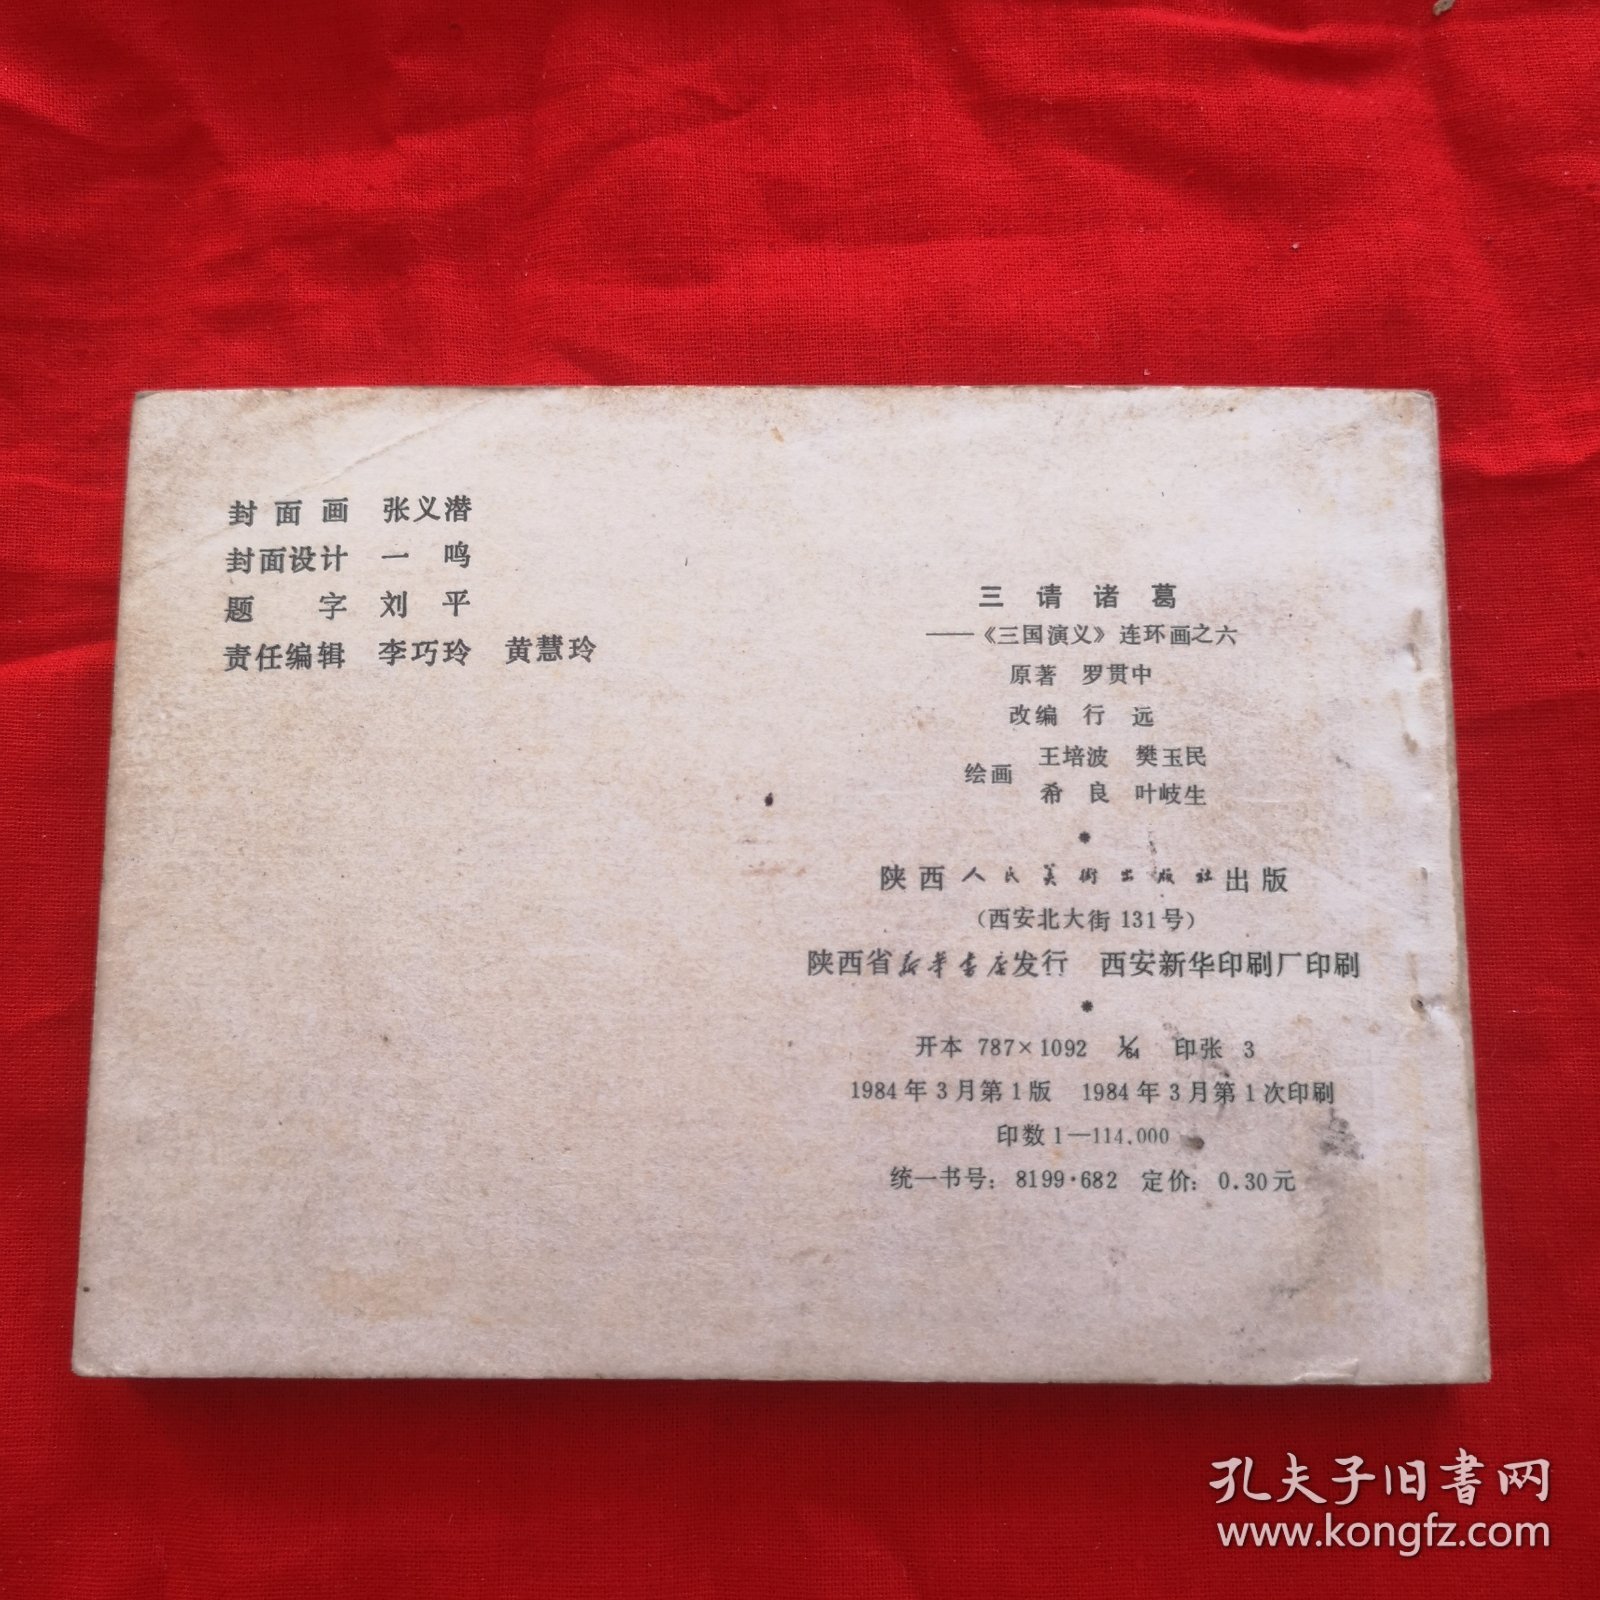 封面画 张义潜
封面设计 一鸣
题字 刘平
责任编辑 李巧玲 黄慧玲
三请诸葛
——《三国演义》连环画之六
原著 罗贯中
改编 行远
绘画 王培波 樊玉民
希良 叶岐生
*
陕西人民美术出版社出版
(西安北大街131号)
陕西省新华书店发行 西安新华印刷厂印刷
*
开本 787×1092 1/64 印张 3
1984年3月第1版 1984年3月第1次印刷
印数1—114,000
统一书号：8199·682 定价：0.30元
孔夫子旧书网
www.kongfz.com